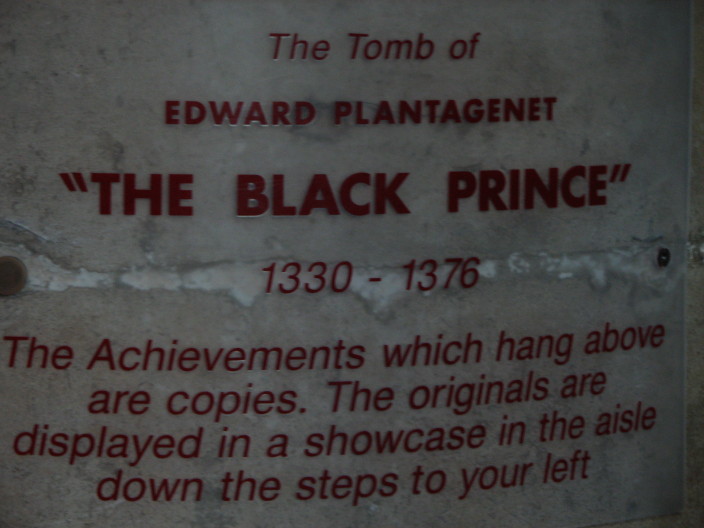 The Tomb of
EDWARD PLANTAGENET
"THE BLACK PRINCE"
1330 - 1376
The Achievements which hang above
are copies. The originals are
displayed in a showcase in the aisle
down the steps to your left